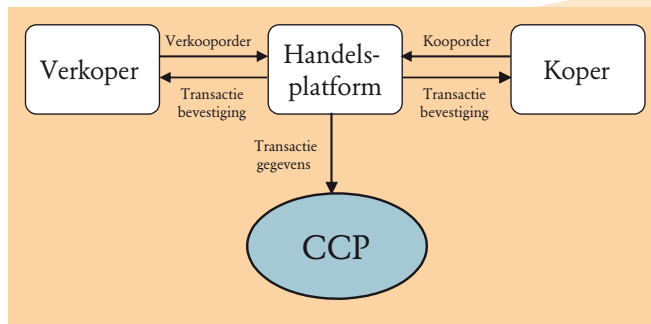 Verkoper
Verkooporder
Transactie
bevestiging
Handels-
platform
Kooporder
Transactie
bevestiging
Koper
Transactie
gegevens
CCP